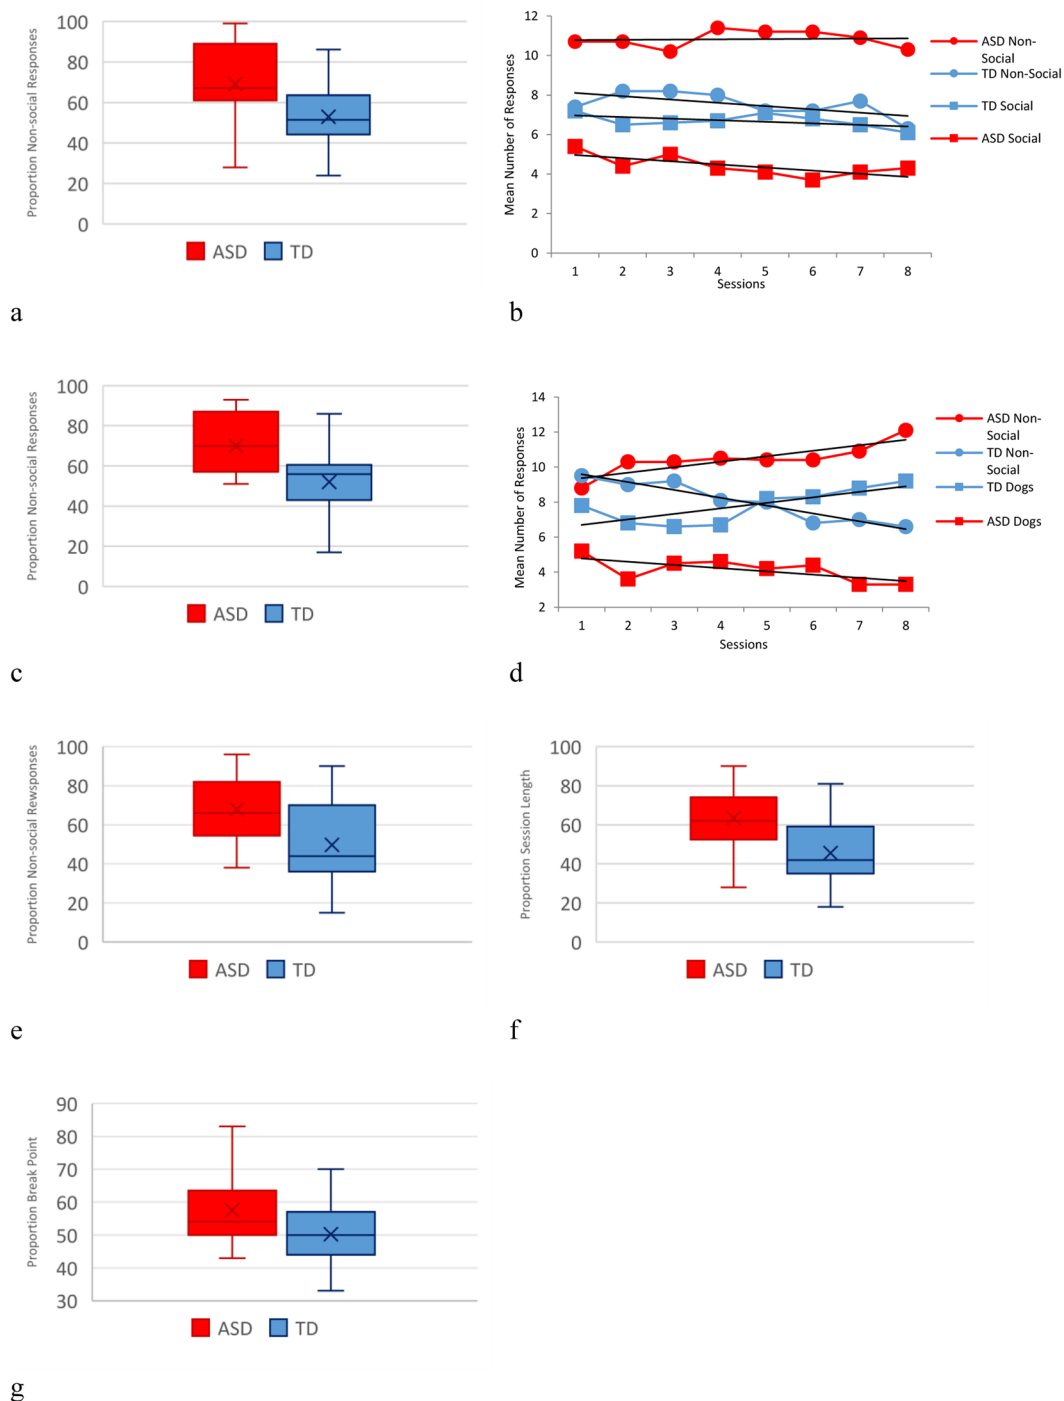 Proportion Non-social Responses
100
80
60
40
20
0
ASD TD
a
Mean Number of Responses
12
10
8
6
4
2
0
1 2 3 4 5 6 7 8
Sessions
ASD Non-
Social
TD Non-Social
TD Social
ASD Social
b
Proportion Non-social Responses
100
80
60
40
20
0
ASD TD
c
Mean Number of Responses
14
12
10
8
6
4
2
1 2 3 4 5 6 7 8
Sessions
ASD Non-
Social
TD Non-
Social
TD Dogs
ASD Dogs
d
Proportion Non-social Rewsponses
100
80
60
40
20
0
ASD TD
e
Proportion Session Length
100
80
60
40
20
0
ASD TD
f
Proportion Break Point
90
80
70
60
50
40
30
ASD TD
g